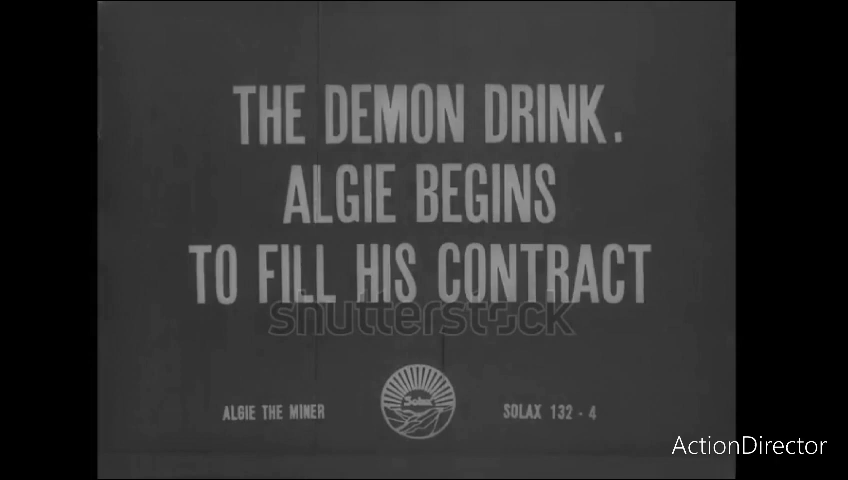 THE DEMON DRINK.
ALGIE BEGINS
TO FILL HIS CONTRACT
shutterstock
Solax
ALGIE THE MINER
SOLAX 132 - 4
ActionDirector